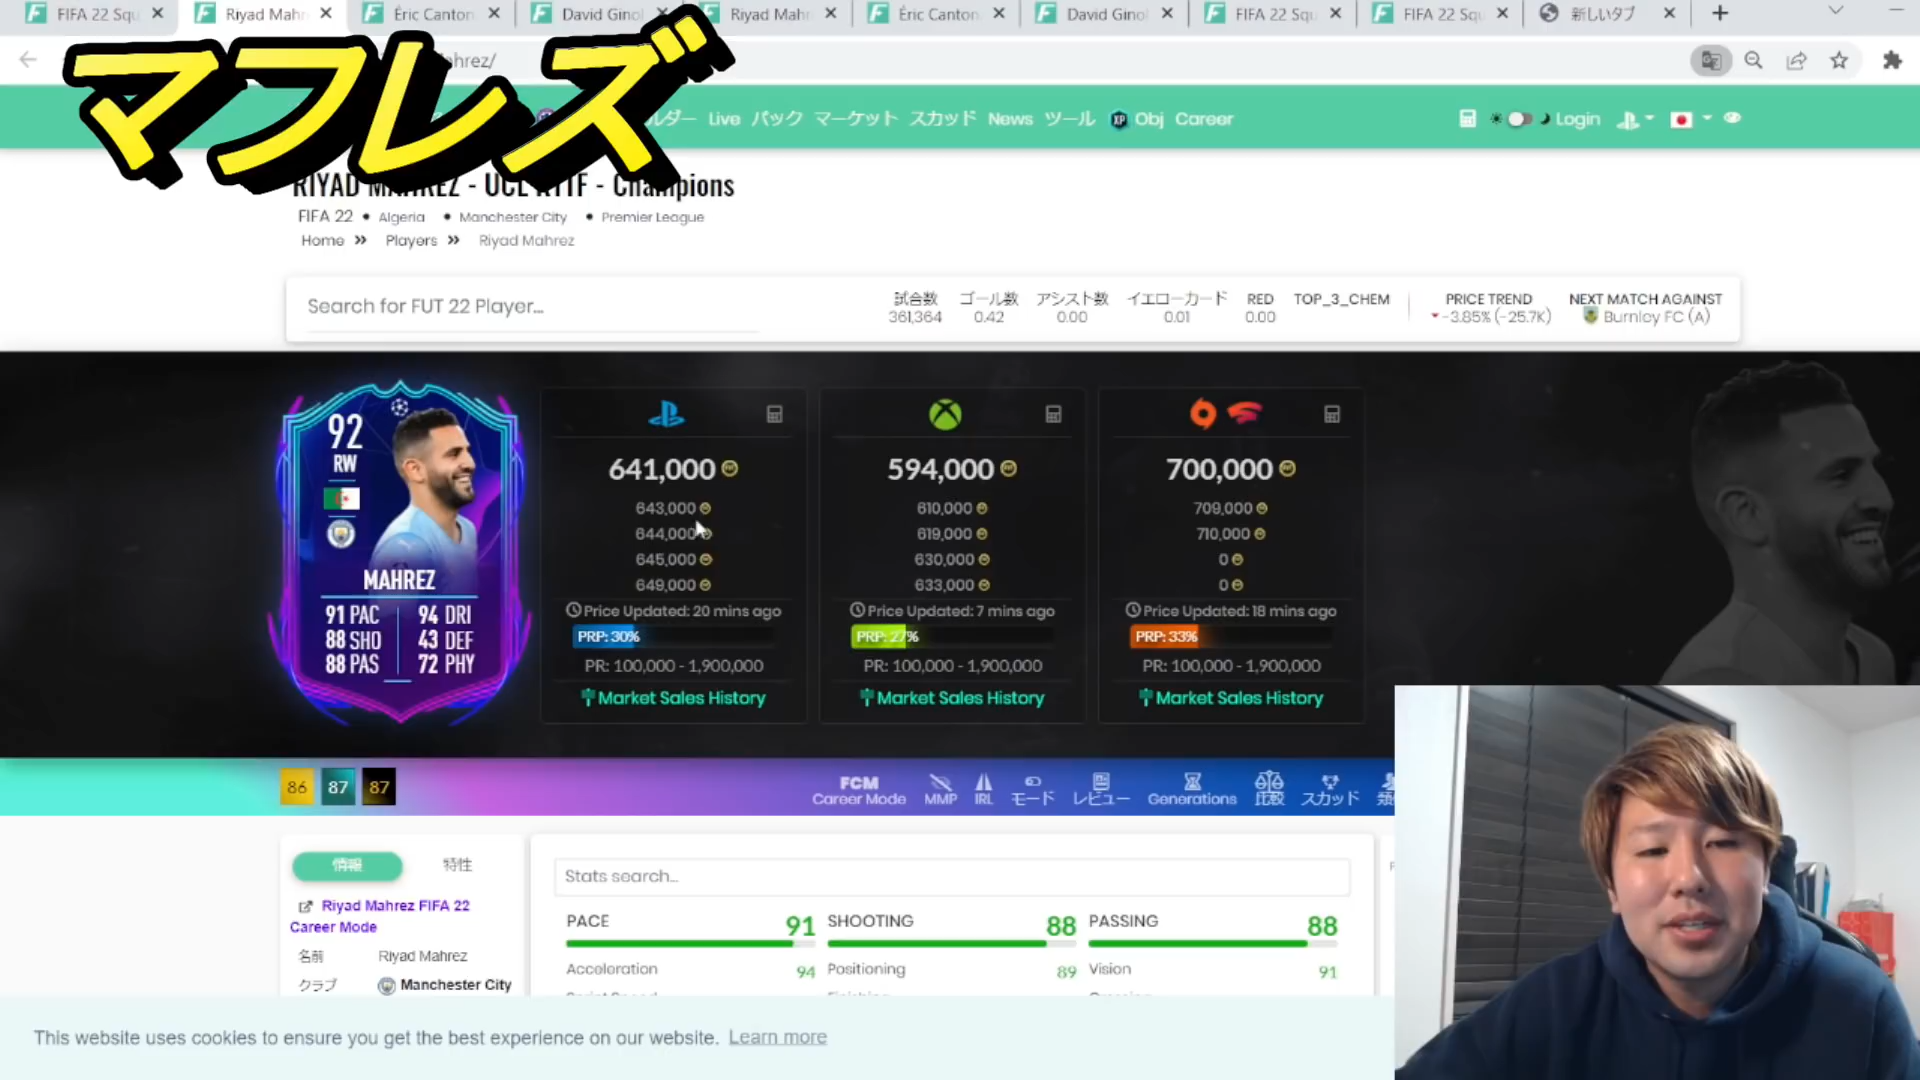 FIFA 22 Squ
Riyad Mahr
Éric Canton
David Ginol
Riyad Mahr
Éric Canton
David Ginol
FIFA 22 Squ
FIFA 22 Squ
新しいタブ
マフレズ
ahrez/
ルダー Live パック マーケット スカッド News ツール XP Obj Career
Login
RIYAD MAHREZ - UCL RTTF - Champions
FIFA 22 • Algeria • Manchester City • Premier League
Home » Players » Riyad Mahrez
Search for FUT 22 Player...
試合数 ゴール数 アシスト数 イエローカード RED TOP_3_CHEM PRICE TREND NEXT MATCH AGAINST
361,364 0.42 0.00 0.01 0.00 -3.85% (-25.7K) Burnley FC (A)
92
RW
MAHREZ
91 PAC 94 DRI
88 SHO 43 DEF
88 PAS 72 PHY
641,000
643,000
644,000
645,000
649,000
Price Updated: 20 mins ago
PRP: 30%
PR: 100,000 - 1,900,000
Market Sales History
594,000
610,000
619,000
630,000
633,000
Price Updated: 7 mins ago
PRP: 27%
PR: 100,000 - 1,900,000
Market Sales History
700,000
709,000
710,000
0
0
Price Updated: 18 mins ago
PRP: 33%
PR: 100,000 - 1,900,000
Market Sales History
86 87 87
FCM
Career Mode MMP IRL モード レビュー Generations 比較 スカッド
情報 特性
Riyad Mahrez FIFA 22
Career Mode
名前 Riyad Mahrez
クラブ Manchester City
Stats search...
PACE 91 SHOOTING 88 PASSING 88
Acceleration 94 Positioning 89 Vision 91
This website uses cookies to ensure you get the best experience on our website. Learn more